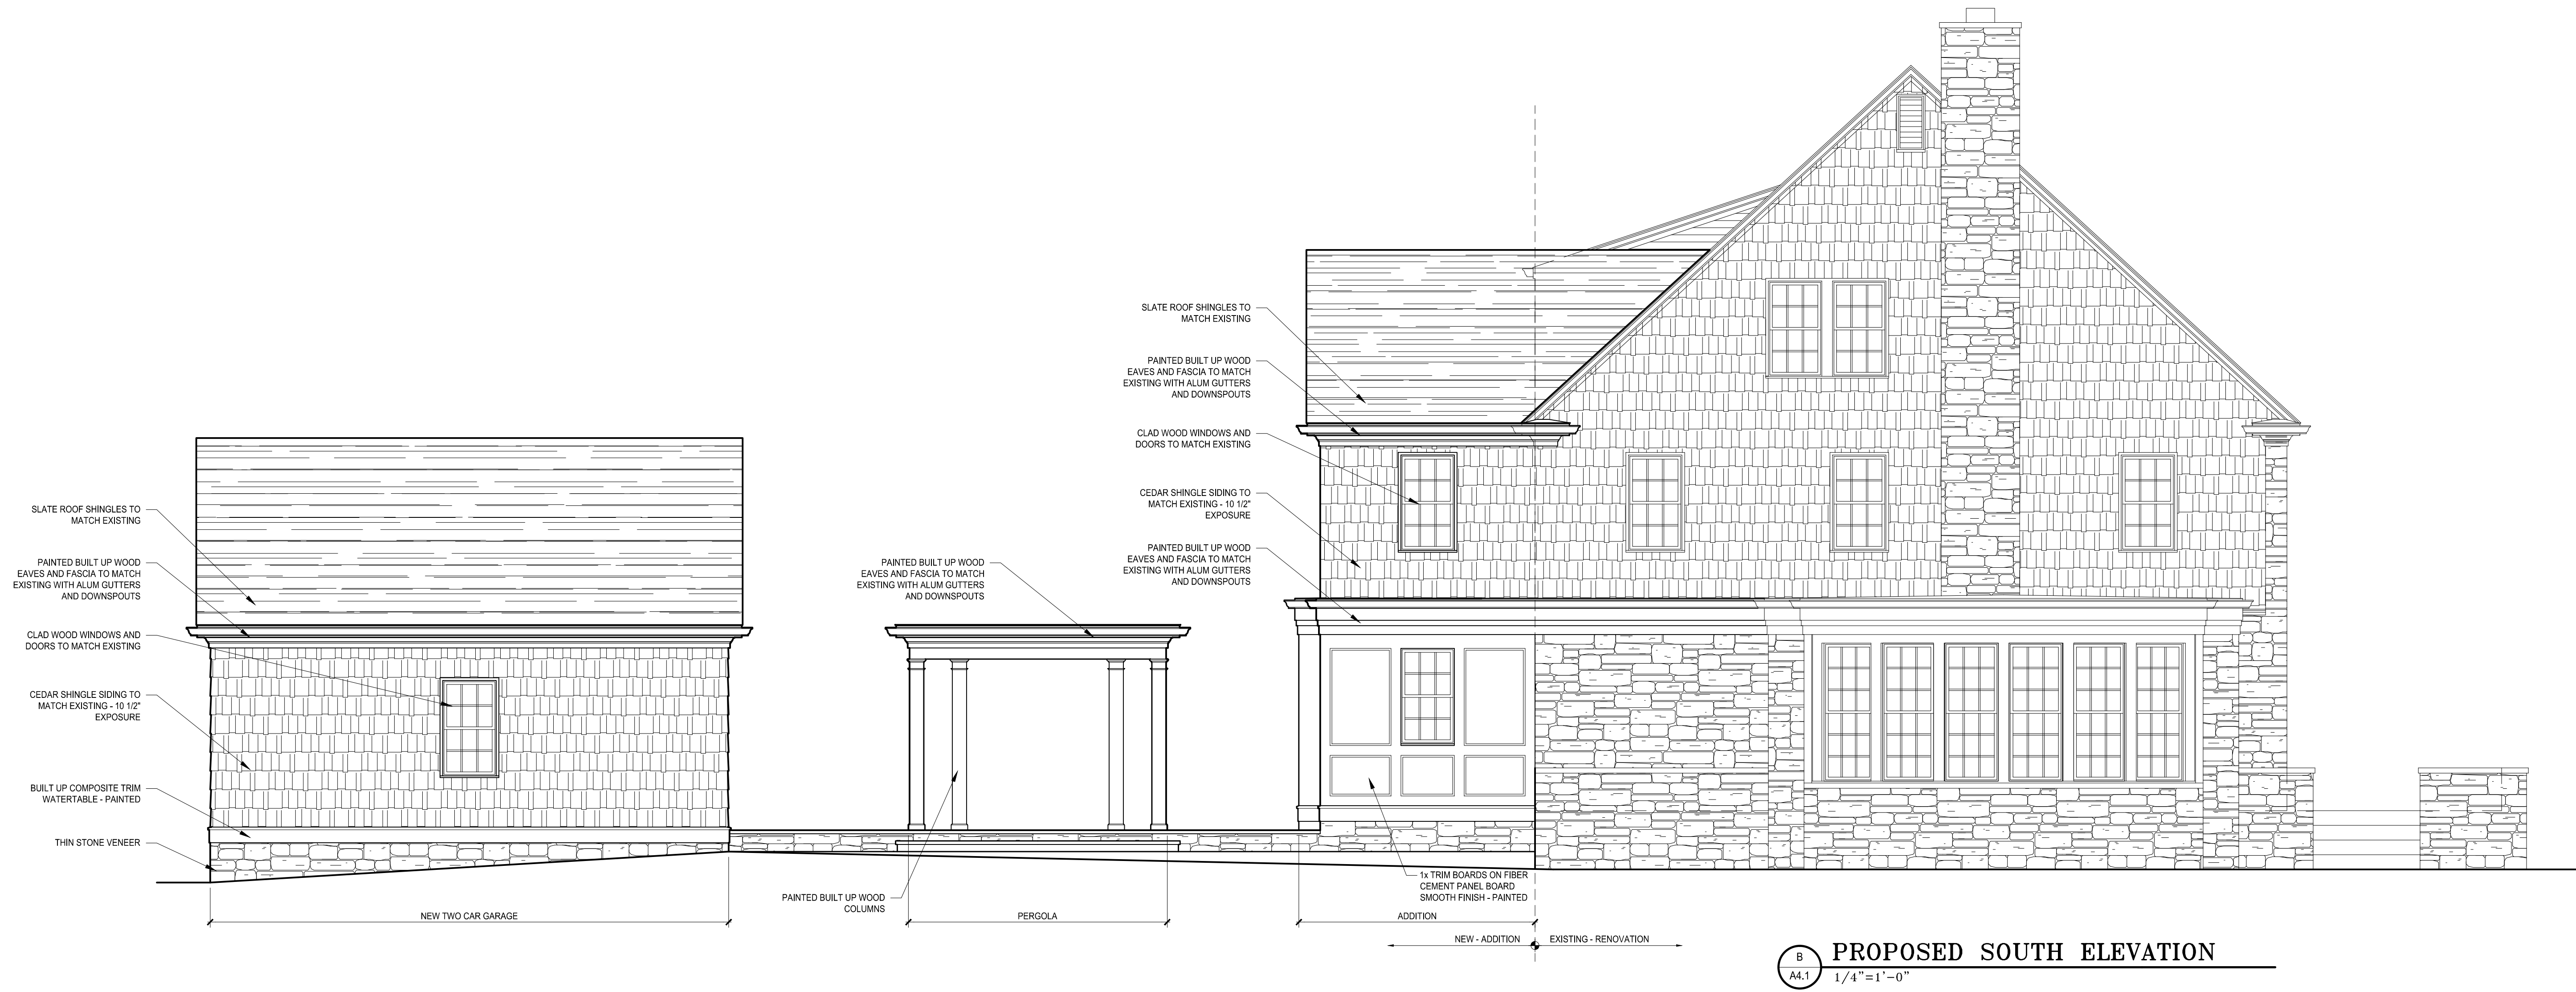 SLATE ROOF SHINGLES TO
MATCH EXISTING
PAINTED BUILT UP WOOD
EAVES AND FASCIA TO MATCH
EXISTING WITH ALUM GUTTERS
AND DOWNSPOUTS
CLAD WOOD WINDOWS AND
DOORS TO MATCH EXISTING
CEDAR SHINGLE SIDING TO
MATCH EXISTING - 10 1/2"
EXPOSURE
BUILT UP COMPOSITE TRIM
WATERTABLE - PAINTED
THIN STONE VENEER
NEW TWO CAR GARAGE
PAINTED BUILT UP WOOD
EAVES AND FASCIA TO MATCH
EXISTING WITH ALUM GUTTERS
AND DOWNSPOUTS
PAINTED BUILT UP WOOD
COLUMNS
PERGOLA
SLATE ROOF SHINGLES TO
MATCH EXISTING
PAINTED BUILT UP WOOD
EAVES AND FASCIA TO MATCH
EXISTING WITH ALUM GUTTERS
AND DOWNSPOUTS
CLAD WOOD WINDOWS AND
DOORS TO MATCH EXISTING
CEDAR SHINGLE SIDING TO
MATCH EXISTING - 10 1/2"
EXPOSURE
PAINTED BUILT UP WOOD
EAVES AND FASCIA TO MATCH
EXISTING WITH ALUM GUTTERS
AND DOWNSPOUTS
1x TRIM BOARDS ON FIBER
CEMENT PANEL BOARD
SMOOTH FINISH - PAINTED
ADDITION
NEW - ADDITION
EXISTING - RENOVATION
B
A4.1
PROPOSED SOUTH ELEVATION
1/4"=1'-0"